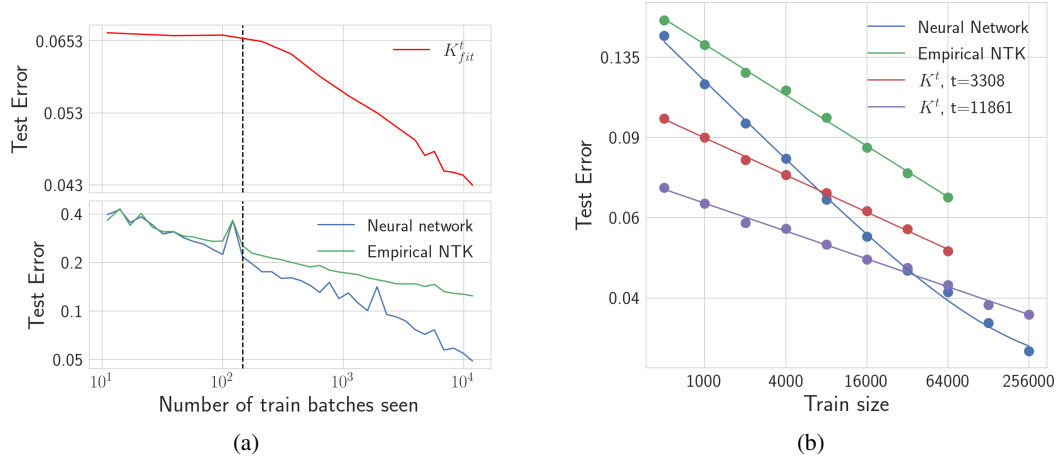 0.0653
0.053
0.043
Test Error
K^t_{fit}
0.4
0.2
0.1
0.05
Test Error
Neural network
Empirical NTK
10^1
10^2
10^3
10^4
Number of train batches seen
(a)
0.135
0.09
0.06
0.04
Test Error
Neural Network
Empirical NTK
K^t, t=3308
K^t, t=11861
1000
4000
16000
64000
256000
Train size
(b)